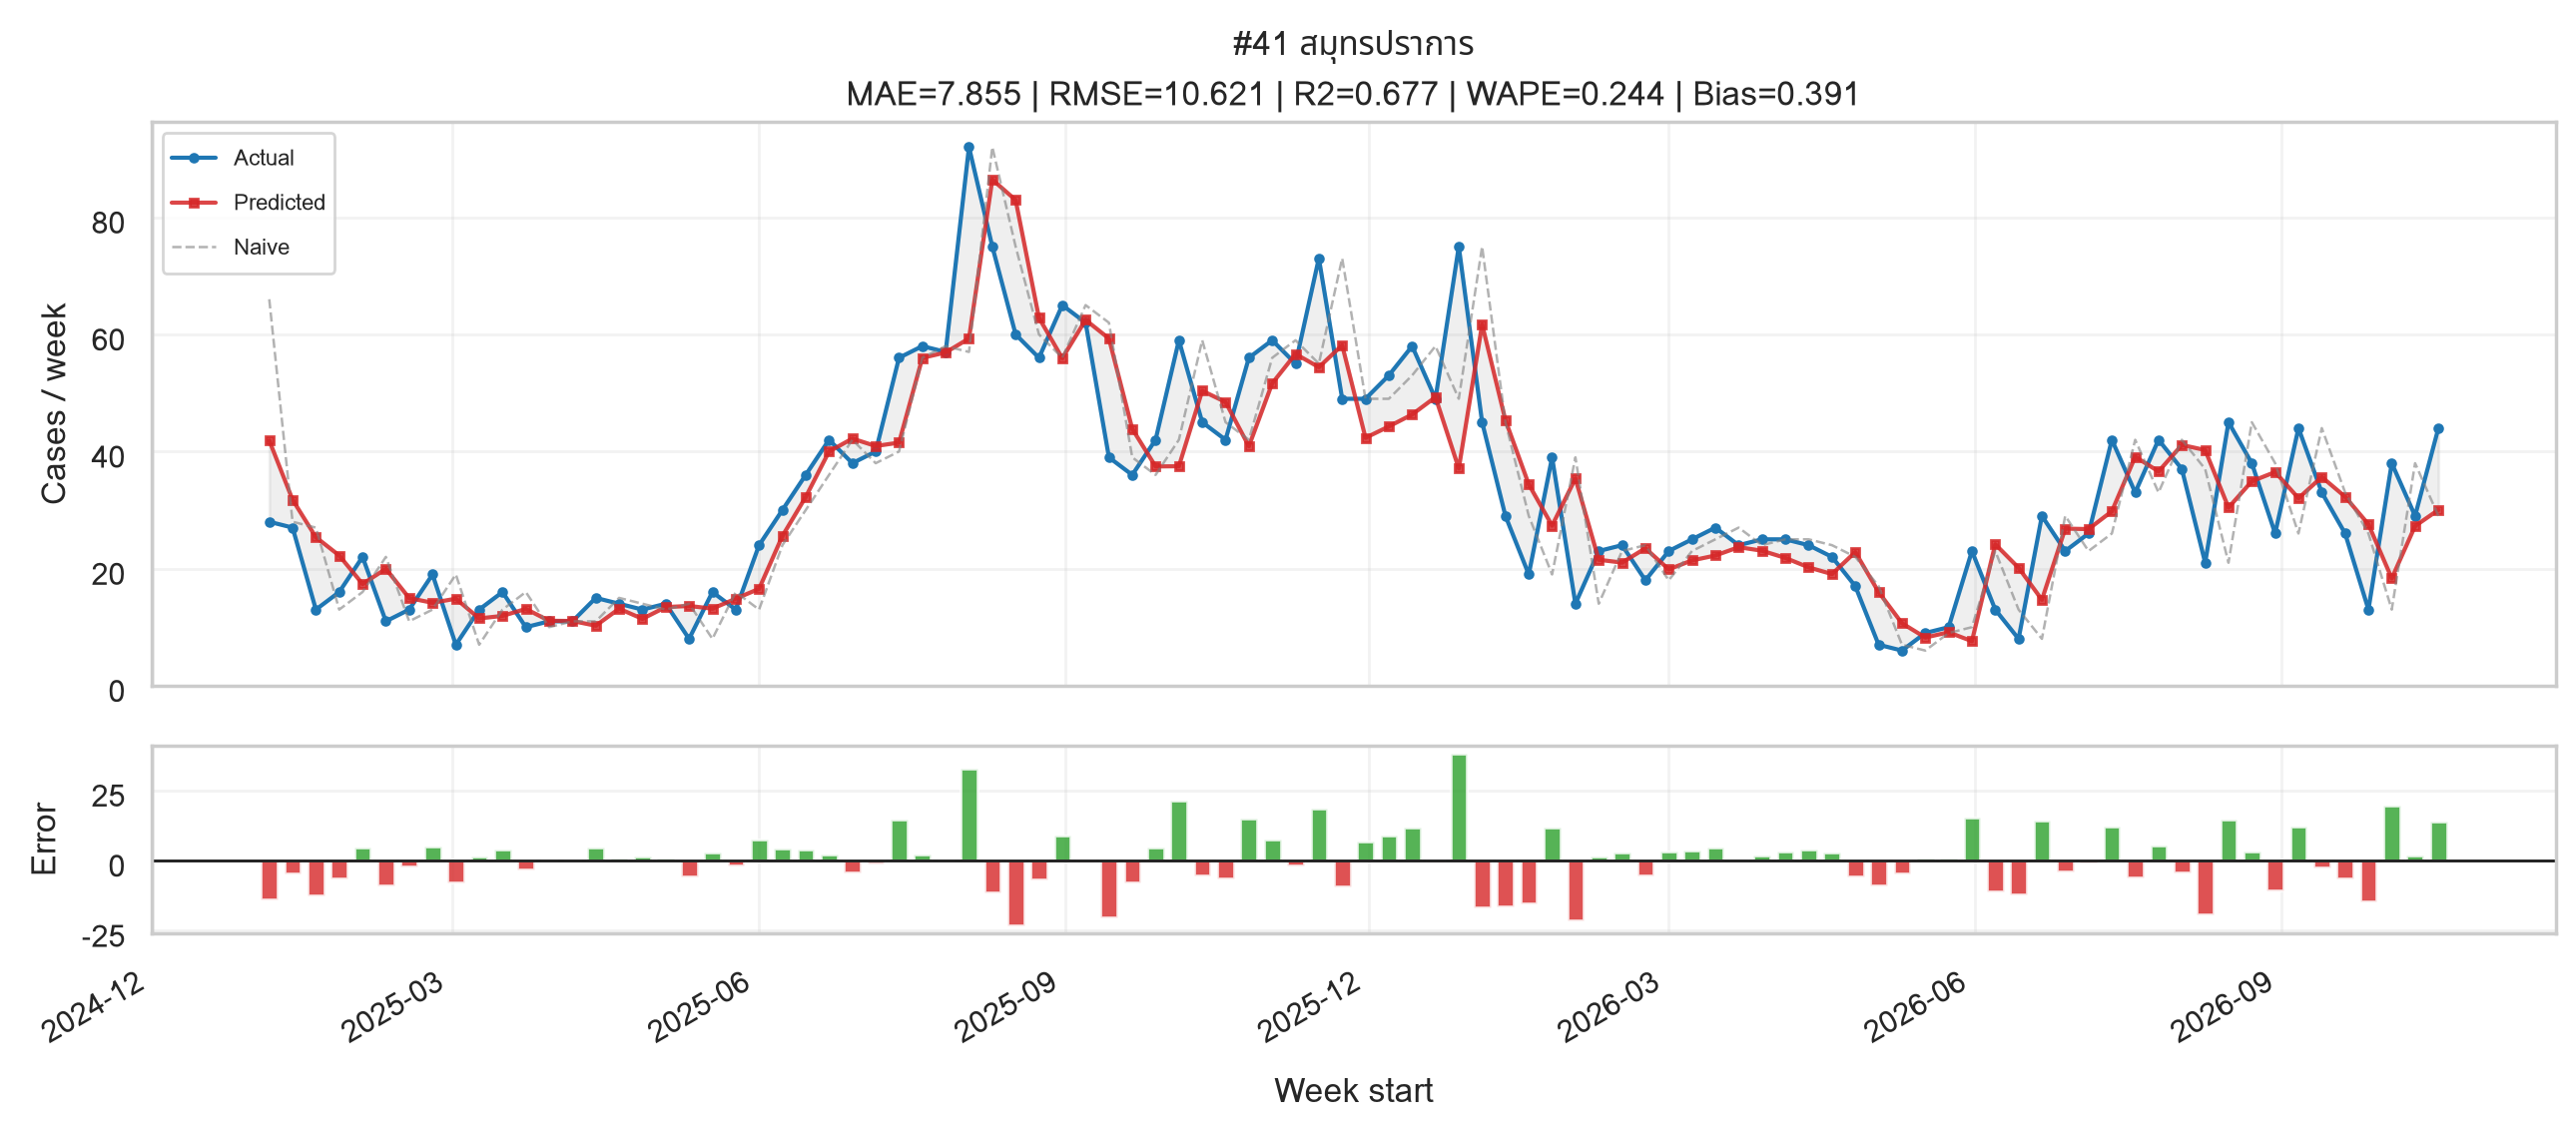 #41 สมุทรปราการ
MAE=7.855 | RMSE=10.621 | R2=0.677 | WAPE=0.244 | Bias=0.391
Actual
Predicted
Naive
Cases / week
80
60
40
20
0
Error
25
0
-25
2024-12
2025-03
2025-06
2025-09
2025-12
2026-03
2026-06
2026-09
Week start